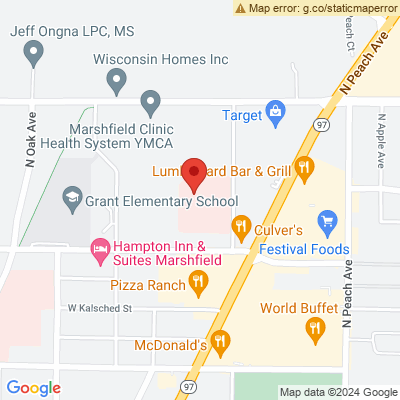 Map error: g.co/staticmaperror
Jeff Ongna LPC, MS
Wisconsin Homes Inc
N Peach Ct
N Peach Ave
N Oak Ave
Marshfield Clinic
Health System YMCA
Target
97
N Apple Ave
Lum yard Bar & Grill
Grant Elementary School
Culver's
Festival Foods
Hampton Inn &
Suites Marshfield
Pizza Ranch
N Peach Ave
W Kalsched St
World Buffet
McDonald's
97
Google
Map data ©2024 Google